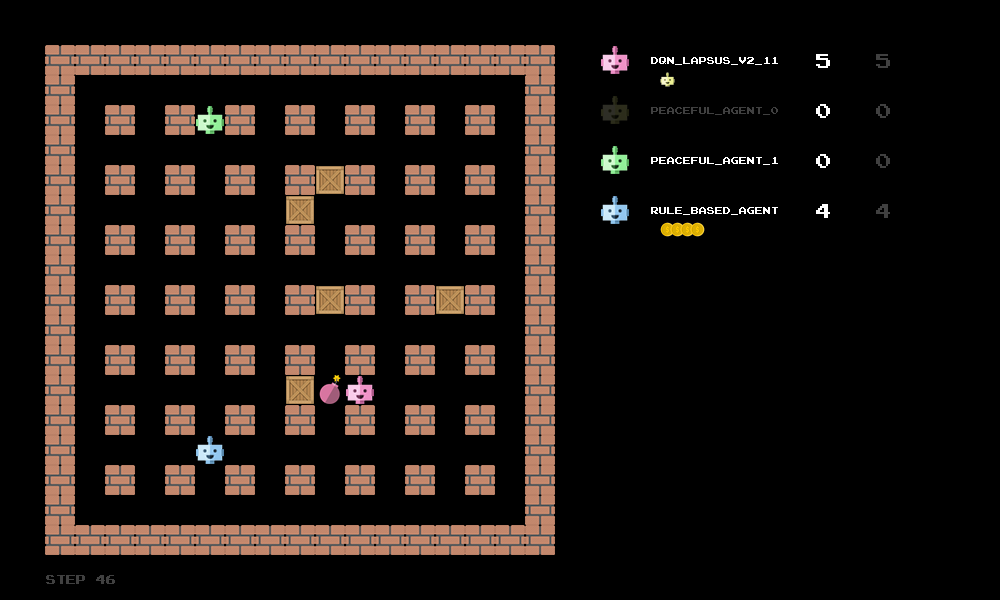 DQN_LAPSUS_V2_11 5 5
PEACEFUL_AGENT_0 0 0
PEACEFUL_AGENT_1 0 0
RULE_BASED_AGENT 4 4
STEP 46